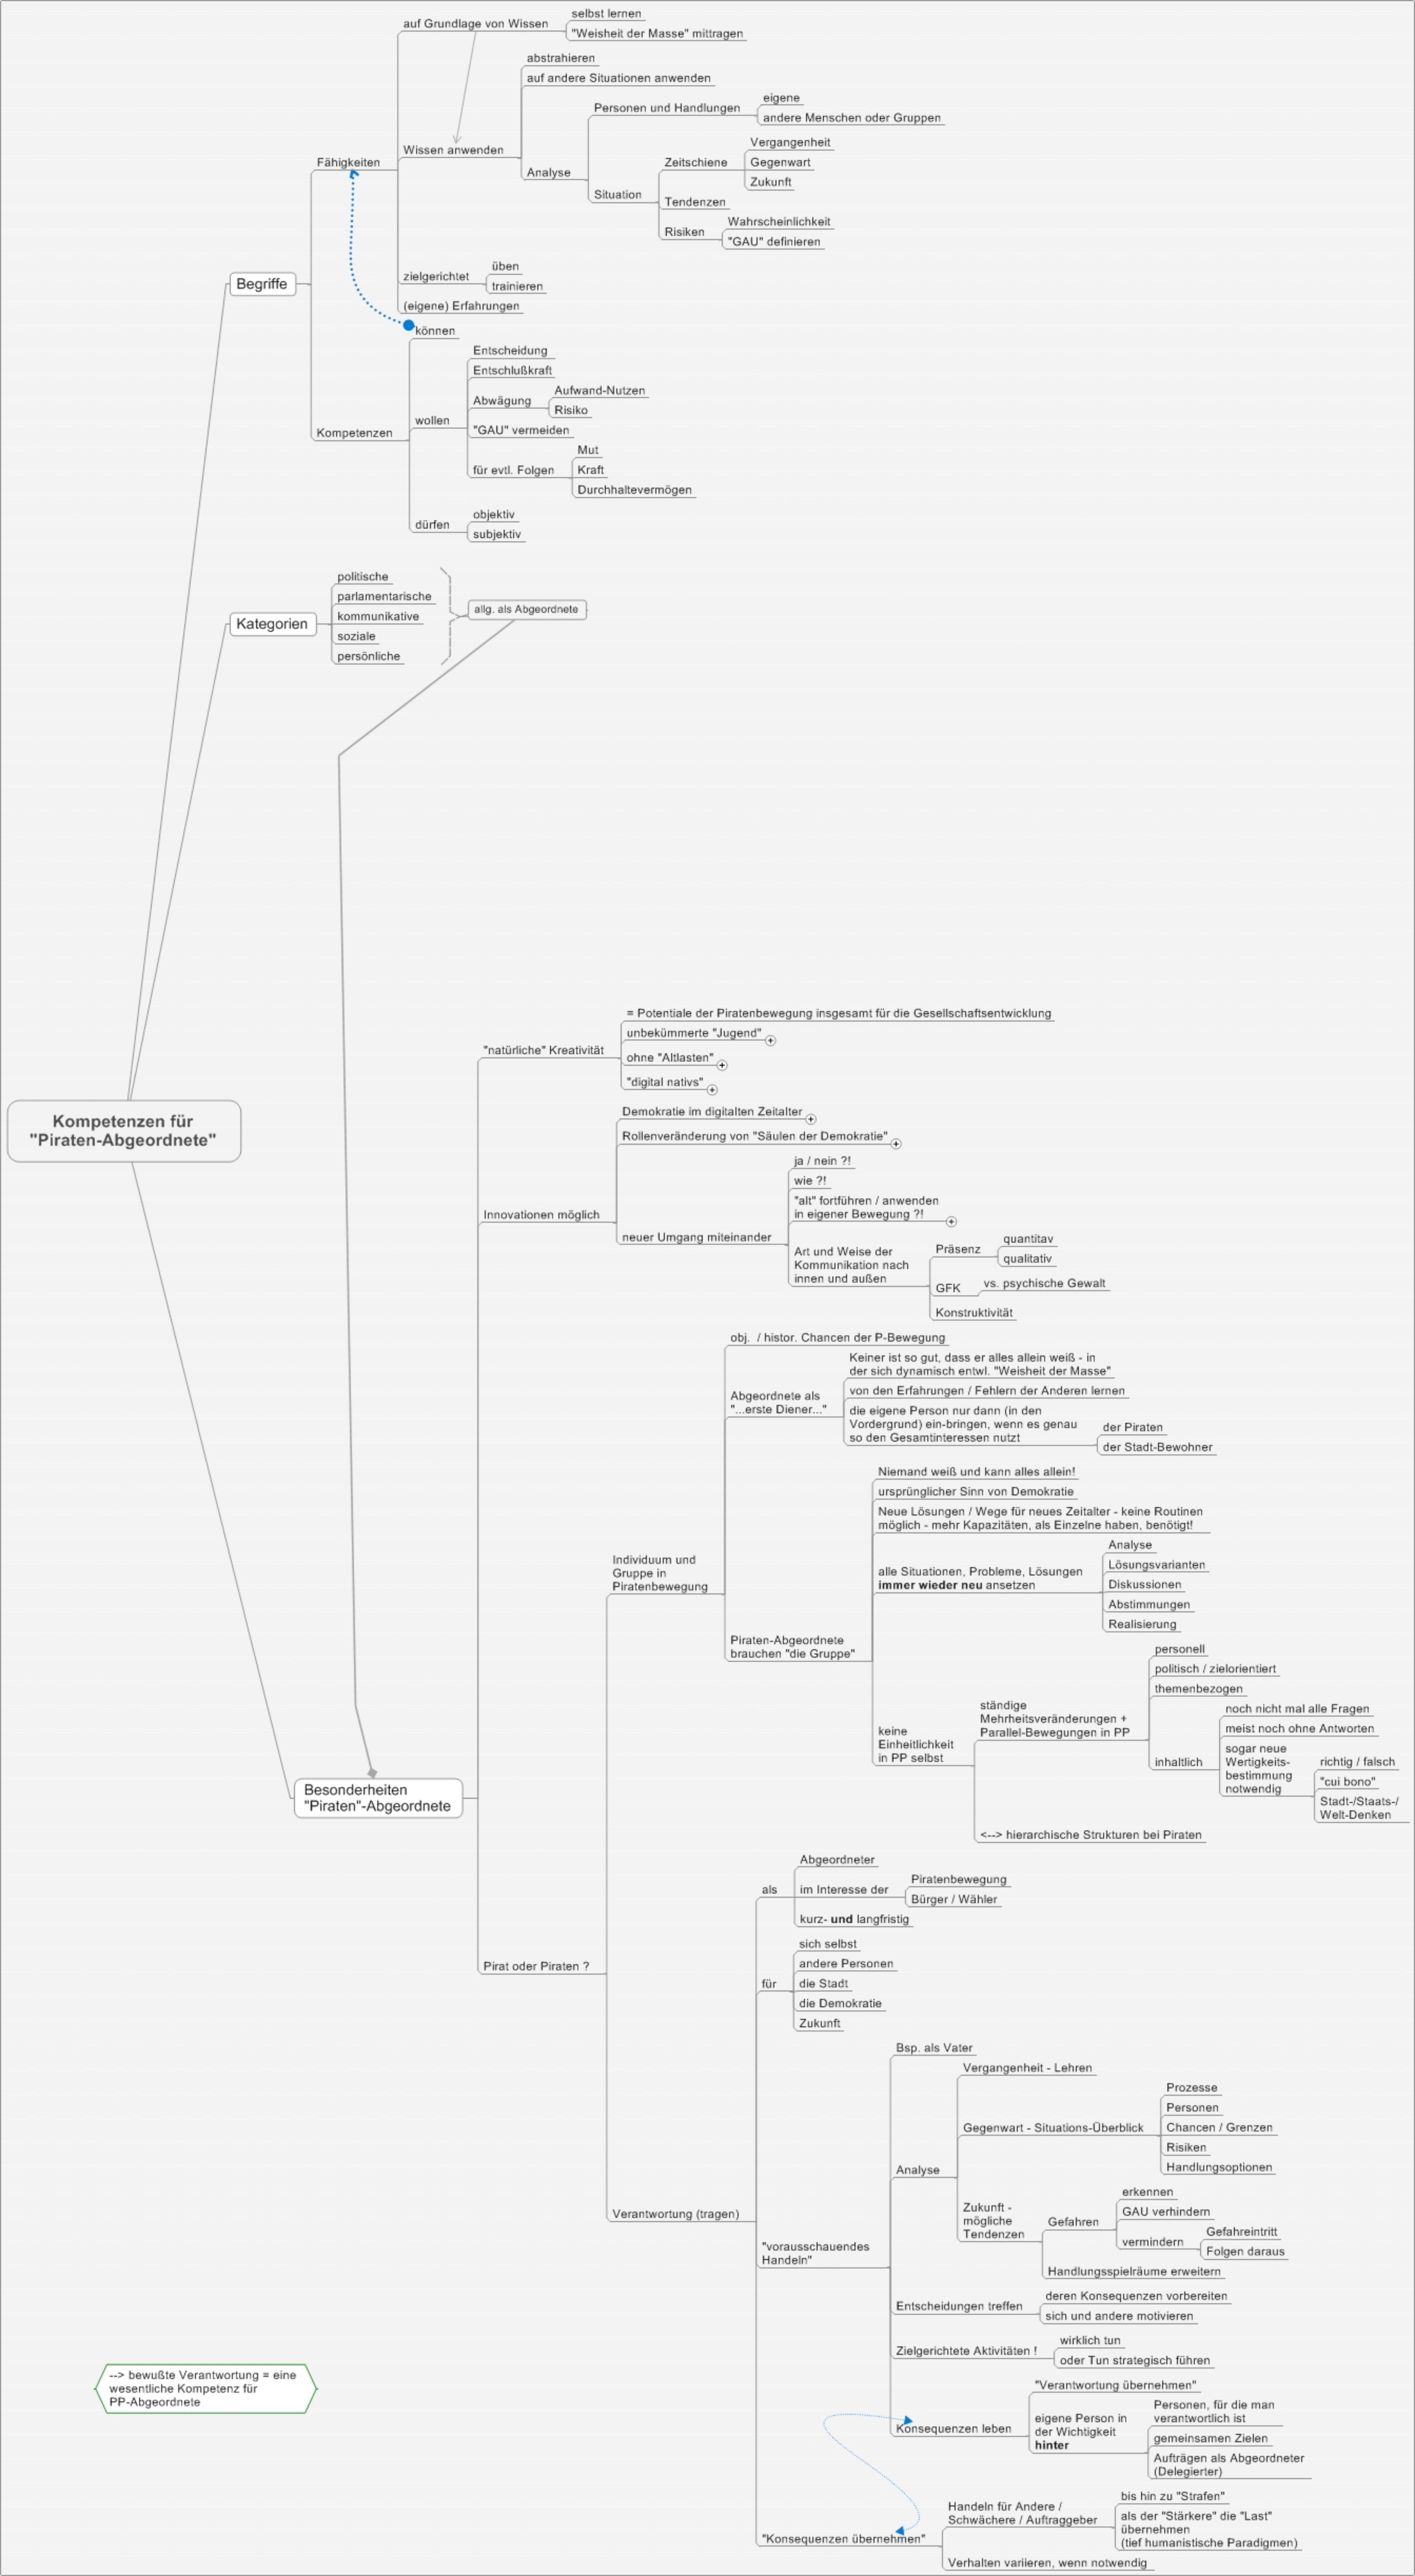 auf Grundlage von Wissen
selbst lernen
"Weisheit der Masse" mittragen
Wissen anwenden
abstrahieren
auf andere Situationen anwenden
Analyse
Personen und Handlungen
eigene
andere Menschen oder Gruppen
Situation
Zeitschiene
Vergangenheit
Gegenwart
Zukunft
Tendenzen
Risiken
Wahrscheinlichkeit
"GAU" definieren
Fähigkeiten
zielgerichtet
üben
trainieren
(eigene) Erfahrungen
Begriffe
können
Kompetenzen
wollen
Entscheidung
Entschlußkraft
Abwägung
Aufwand-Nutzen
Risiko
"GAU" vermeiden
für evtl. Folgen
Mut
Kraft
Durchhaltevermögen
dürfen
objektiv
subjektiv
Kategorien
politische
parlamentarische
kommunikative
soziale
persönliche
allg. als Abgeordnete
Kompetenzen für
"Piraten-Abgeordnete"
"natürliche" Kreativität
= Potentiale der Piratenbewegung insgesamt für die Gesellschaftsentwicklung
unbekümmerte "Jugend"
ohne "Altlasten"
"digital nativs"
Innovationen möglich
Demokratie im digitalten Zeitalter
Rollenveränderung von "Säulen der Demokratie"
neuer Umgang miteinander
ja / nein ?!
wie ?!
"alt" fortführen / anwenden
in eigener Bewegung ?!
Art und Weise der
Kommunikation nach
innen und außen
Präsenz
quantitav
qualitativ
GFK
vs. psychische Gewalt
Konstruktivität
Besonderheiten
"Piraten"-Abgeordnete
Pirat oder Piraten ?
Individuum und
Gruppe in
Piratenbewegung
obj.  / histor. Chancen der P-Bewegung
Abgeordnete als
"...erste Diener..."
Keiner ist so gut, dass er alles allein weiß - in
der sich dynamisch entwl. "Weisheit der Masse"
von den Erfahrungen / Fehlern der Anderen lernen
die eigene Person nur dann (in den
Vordergrund) ein-bringen, wenn es genau
so den Gesamtinteressen nutzt
der Piraten
der Stadt-Bewohner
Piraten-Abgeordnete
brauchen "die Gruppe"
Niemand weiß und kann alles allein!
ursprünglicher Sinn von Demokratie
Neue Lösungen / Wege für neues Zeitalter - keine Routinen
möglich - mehr Kapazitäten, als Einzelne haben, benötigt!
alle Situationen, Probleme, Lösungen
immer wieder neu ansetzen
Analyse
Lösungsvarianten
Diskussionen
Abstimmungen
Realisierung
keine
Einheitlichkeit
in PP selbst
ständige
Mehrheitsveränderungen +
Parallel-Bewegungen in PP
personell
politisch / zielorientiert
themenbezogen
inhaltlich
noch nicht mal alle Fragen
meist noch ohne Antworten
sogar neue
Wertigkeits-
bestimmung
notwendig
richtig / falsch
"cui bono"
Stadt-/Staats-/
Welt-Denken
<--> hierarchische Strukturen bei Piraten
Verantwortung (tragen)
als
Abgeordneter
im Interesse der
Piratenbewegung
Bürger / Wähler
kurz- und langfristig
für
sich selbst
andere Personen
die Stadt
die Demokratie
Zukunft
"vorausschauendes
Handeln"
Bsp. als Vater
Analyse
Vergangenheit - Lehren
Gegenwart - Situations-Überblick
Prozesse
Personen
Chancen / Grenzen
Risiken
Handlungsoptionen
Zukunft -
mögliche
Tendenzen
Gefahren
erkennen
GAU verhindern
vermindern
Gefahreintritt
Folgen daraus
Handlungsspielräume erweitern
Entscheidungen treffen
deren Konsequenzen vorbereiten
sich und andere motivieren
Zielgerichtete Aktivitäten !
wirklich tun
oder Tun strategisch führen
Konsequenzen leben
"Verantwortung übernehmen"
eigene Person in
der Wichtigkeit
hinter
Personen, für die man
verantwortlich ist
gemeinsamen Zielen
Aufträgen als Abgeordneter
(Delegierter)
"Konsequenzen übernehmen"
Handeln für Andere /
Schwächere / Auftraggeber
bis hin zu "Strafen"
als der "Stärkere" die "Last"
übernehmen
(tief humanistische Paradigmen)
Verhalten variieren, wenn notwendig
--> bewußte Verantwortung = eine
wesentliche Kompetenz für
PP-Abgeordnete